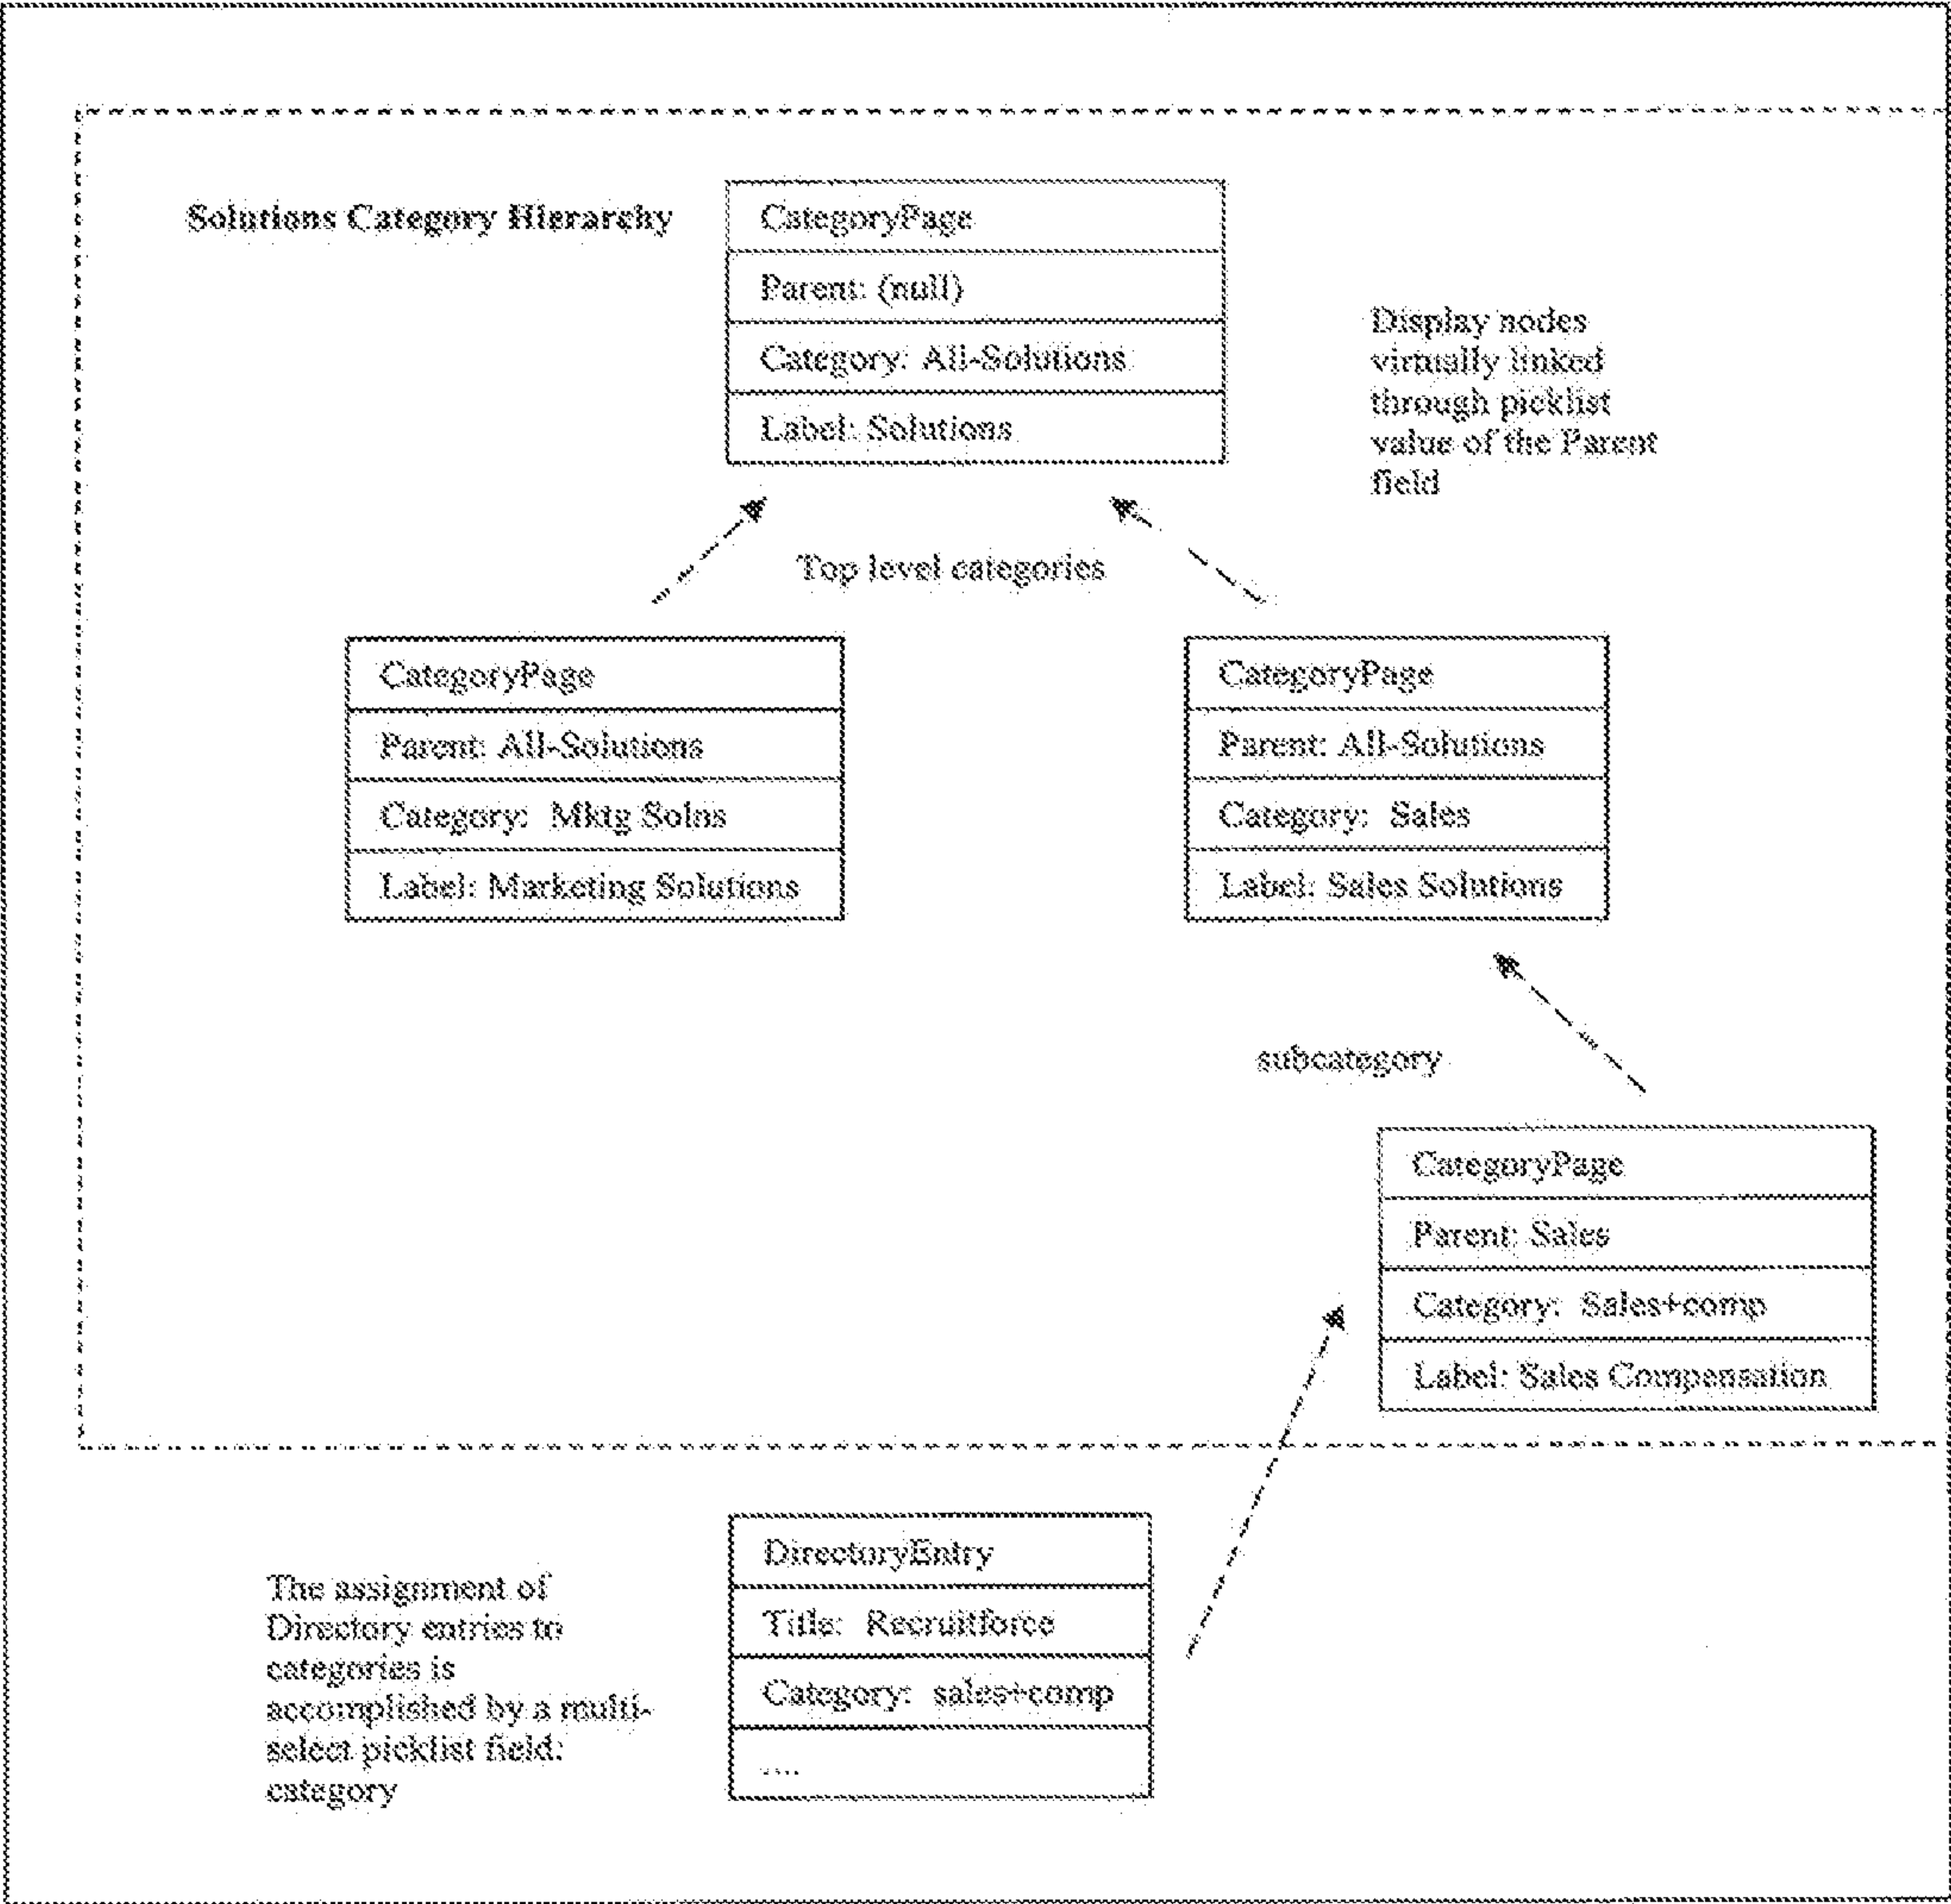 Solutions Category Hierarchy
CategoryPage
Parent: (null)
Category: All-Solutions
Label: Solutions
Display nodes
virtually linked
through picklist
value of the Parent
field
Top level categories
CategoryPage
Parent: All-Solutions
Category: Mktg Solns
Label: Marketing Solutions
CategoryPage
Parent: All-Solutions
Category: Sales
Label: Sales Solutions
subcategory
CategoryPage
Parent: Sales
Category: Sales+comp
Label: Sales Compensation
The assignment of
Directory entries to
categories is
accomplished by a multi-
select picklist field:
category
DirectoryEntry
Title: Recruitforce
Category: sales+comp
....